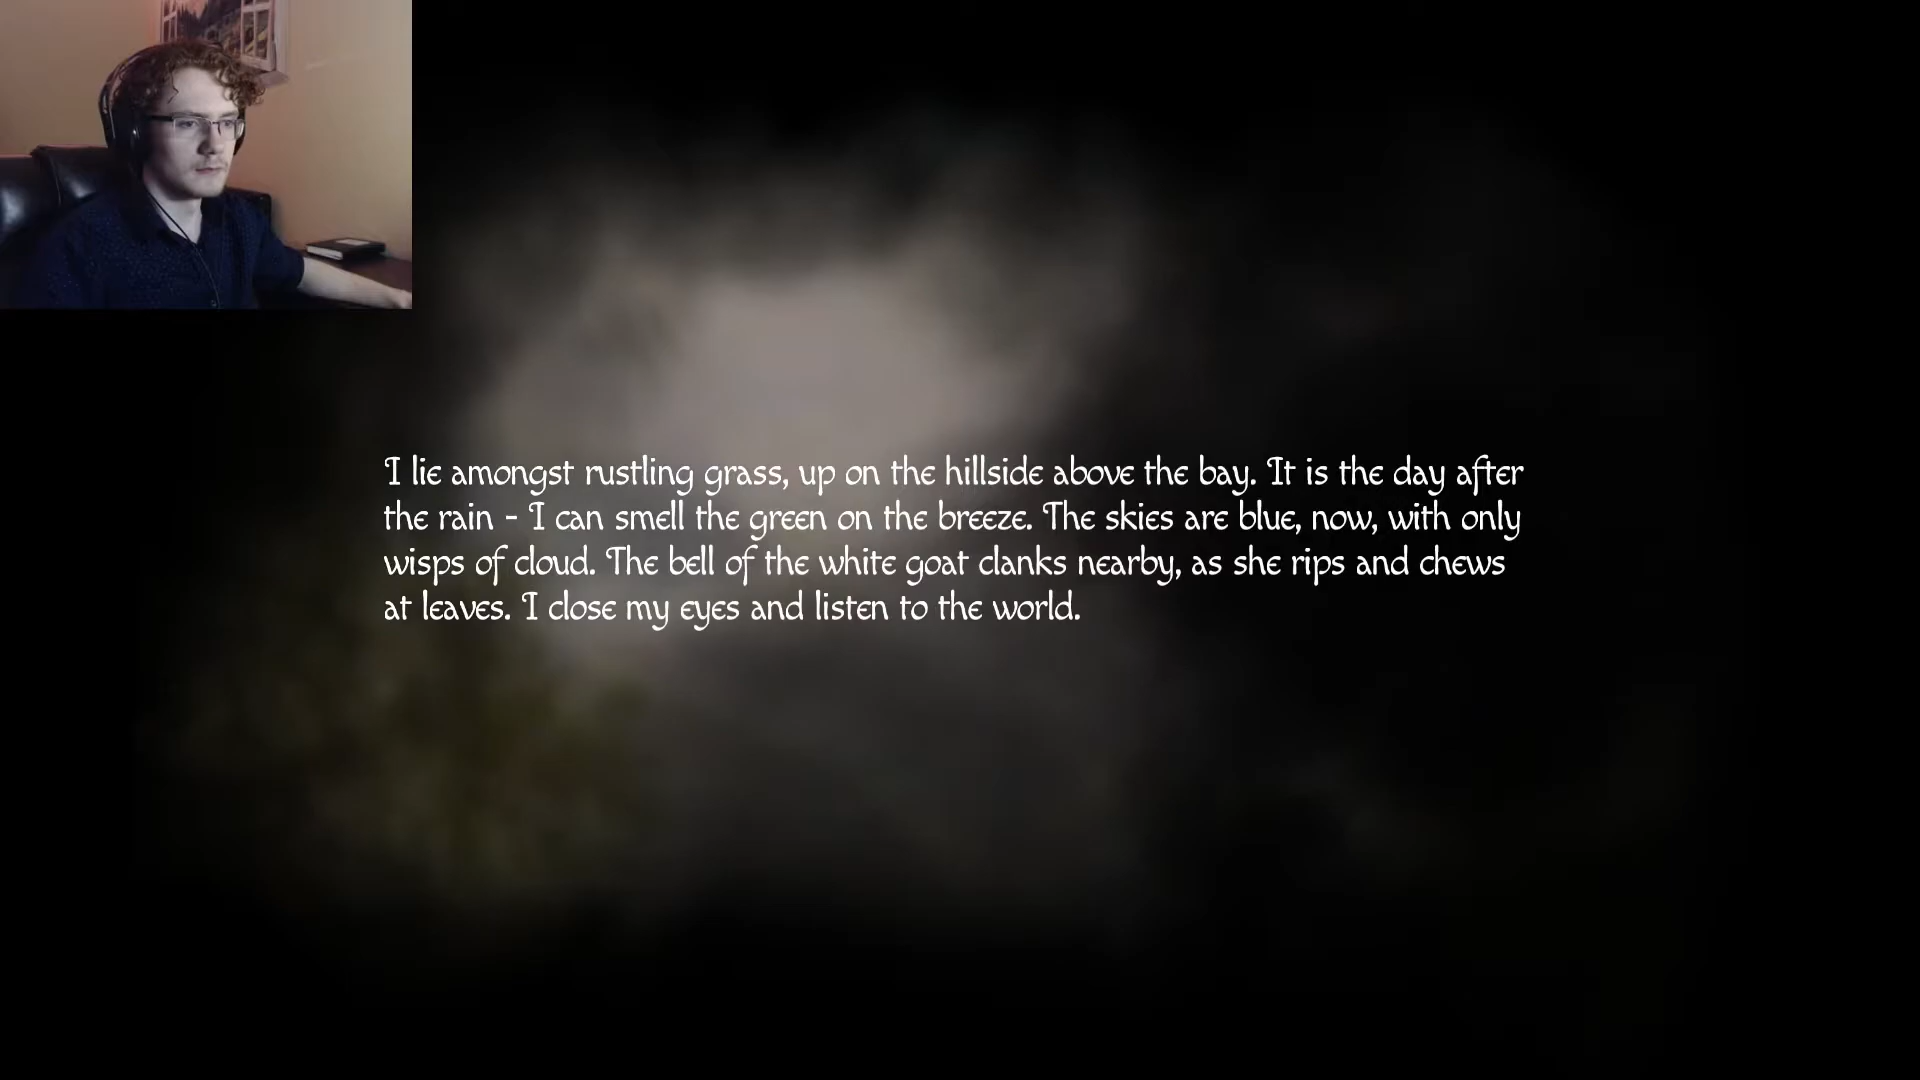 I lie amongst rustling grass, up on the hillside above the bay. It is the day after
the rain - I can smell the green on the breeze. The skies are blue, now, with only
wisps of cloud. The bell of the white goat clanks nearby, as she rips and chews
at leaves. I close my eyes and listen to the world.